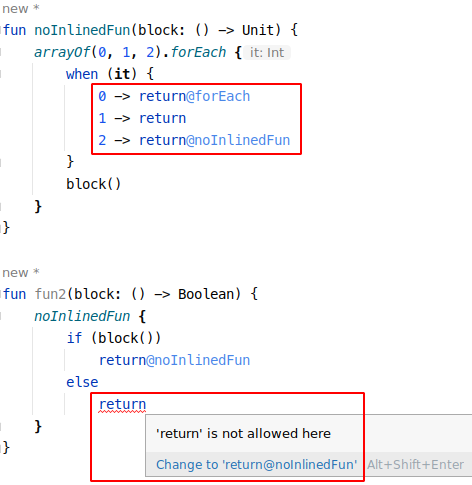 new *
fun noInlinedFun(block: () -> Unit) {
arrayOf(0, 1, 2).forEach { it: Int
when (it) {
0 -> return@forEach
1 -> return
2 -> return@noInlinedFun
}
block()
}
}
new *
fun fun2(block: () -> Boolean) {
noInlinedFun {
if (block())
return@noInlinedFun
else
return
}
}
'return' is not allowed here
Change to 'return@noInlinedFun' Alt+Shift+Enter